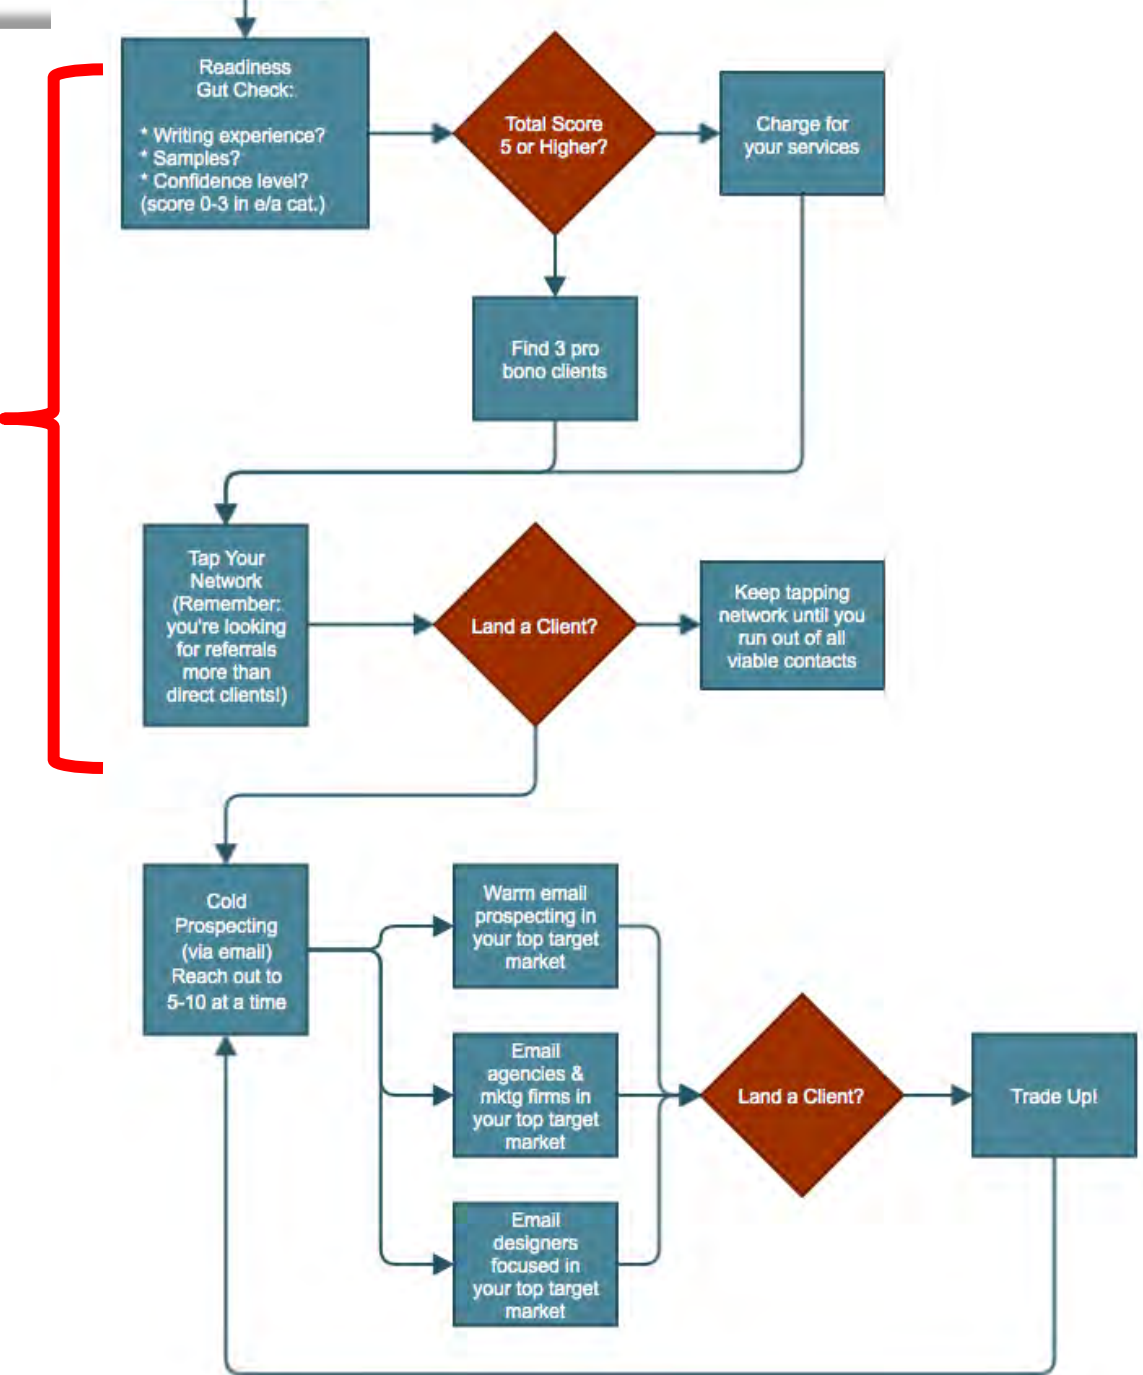 Readiness
Gut Check:
* Writing experience?
* Samples?
* Confidence level?
(score 0-3 in e/a cat.)
Total Score
5 or Higher?
Charge for
your services
Find 3 pro
bono clients
Tap Your
Network
(Remember:
you're looking
for referrals
more than
direct clients!)
Land a Client?
Keep tapping
network until you
run out of all
viable contacts
Cold
Prospecting
(via email)
Reach out to
5-10 at a time
Warm email
prospecting in
your top target
market
Email
agencies &
mktg firms in
your top target
market
Email
designers
focused in
your top target
market
Land a Client?
Trade Up!